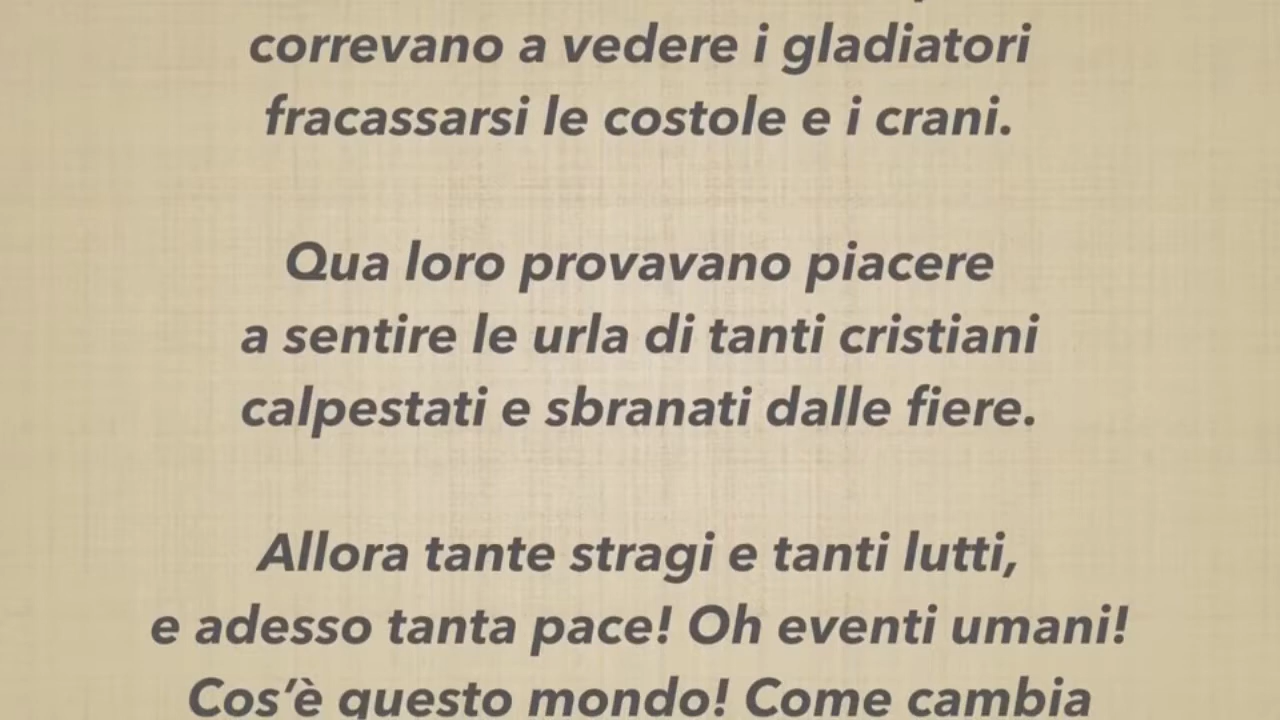 correvano a vedere i gladiatori
fracassarsi le costole e i crani.
Qua loro provavano piacere
a sentire le urla di tanti cristiani
calpestati e sbranati dalle fiere.
Allora tante stragi e tanti lutti,
e adesso tanta pace! Oh eventi umani!
Cos’è questo mondo! Come cambia